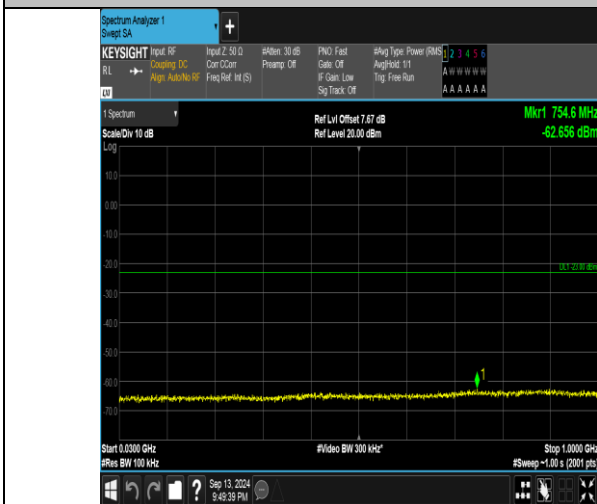 Spectrum Analyzer 1
Swept SA
+
KEYSIGHT Input: RF Input Z: 50 Ω #Atten: 30 dB PNO: Fast #Avg Type: Power (RMS 1 2 3 4 5 6
RL Coupling: DC Corr CCorr Preamp: Off Gate: Off Avg|Hold: 1/1 A W W W W W
Align: Auto/No RF Freq Ref: Int (S) IF Gain: Low Trig: Free Run
LXI Sig Track: Off A A A A A A
1 Spectrum Ref Lvl Offset 7.67 dB Mkr1 754.6 MHz
Scale/Div 10 dB Ref Level 20.00 dBm -62.656 dBm
Log
10.0
0.00
-10.0
-20.0
DL1 -23.00 dBm
-30.0
-40.0
-50.0
1
-60.0
-70.0
Start 0.0300 GHz #Video BW 300 kHz* Stop 1.0000 GHz
#Res BW 100 kHz #Sweep ~1.00 s (2001 pts)
? Sep 13, 2024
9:49:39 PM